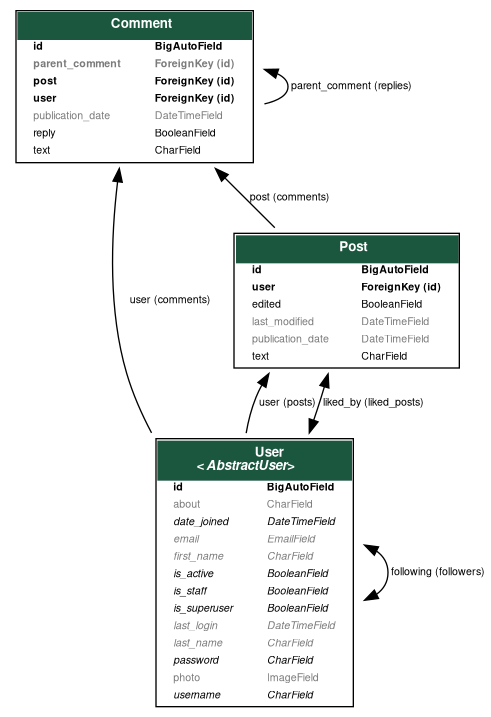 Comment
id BigAutoField
parent_comment ForeignKey (id)
post ForeignKey (id)
user ForeignKey (id)
publication_date DateTimeField
reply BooleanField
text CharField
parent_comment (replies)
post (comments)
Post
id BigAutoField
user ForeignKey (id)
edited BooleanField
last_modified DateTimeField
publication_date DateTimeField
text CharField
user (comments)
user (posts)
liked_by (liked_posts)
User
< AbstractUser>
id BigAutoField
about CharField
date_joined DateTimeField
email EmailField
first_name CharField
is_active BooleanField
is_staff BooleanField
is_superuser BooleanField
last_login DateTimeField
last_name CharField
password CharField
photo ImageField
username CharField
following (followers)